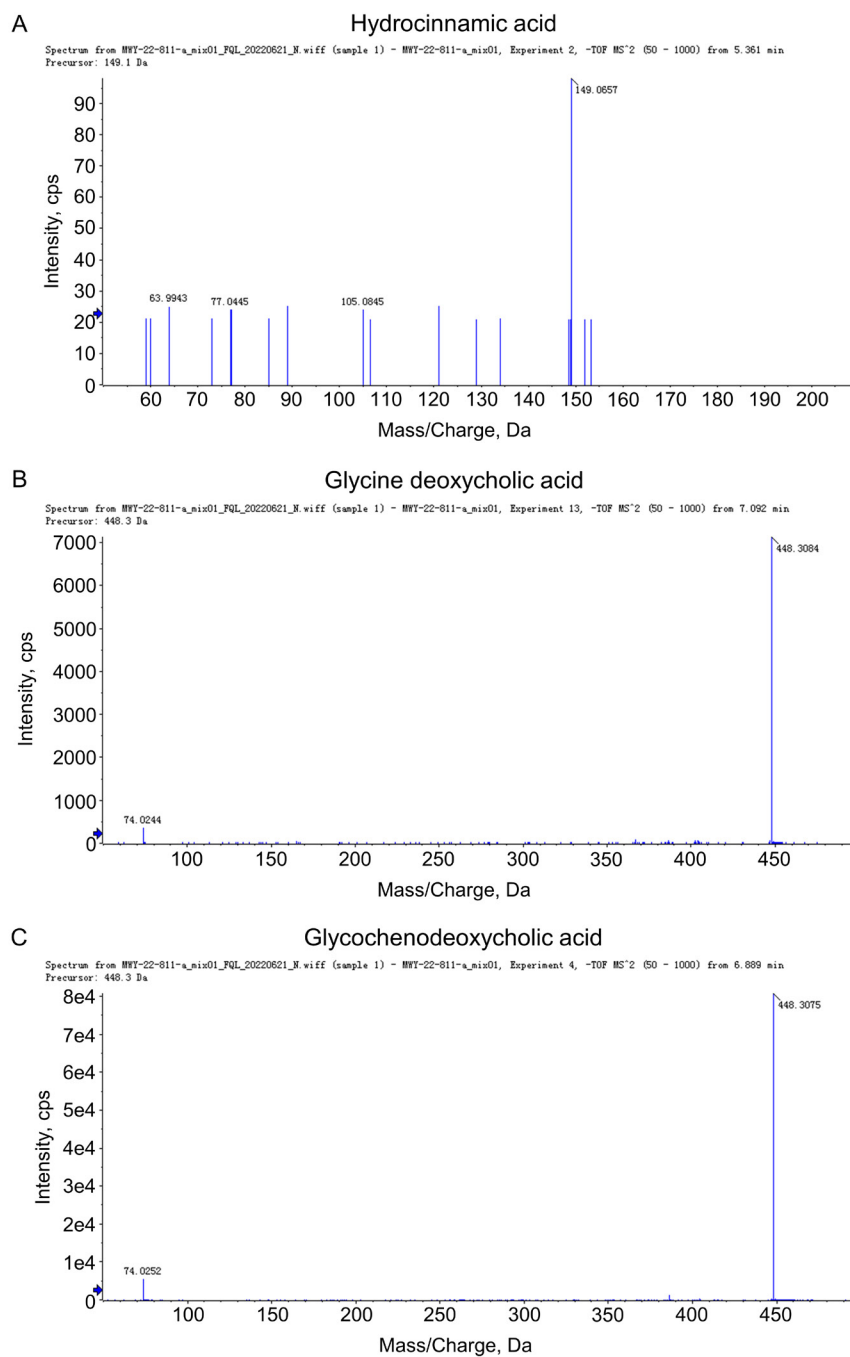 A
Hydrocinnamic acid
Spectrum from MWY-22-811-a_mix01_FQL_20220621_N.wiff (sample 1) - MWY-22-811-a_mix01, Experiment 2, -TOF MS^2 (50 - 1000) from 5.361 min
Precursor: 149.1 Da
149.0657
90
80
70
60
50
40
30
20
10
0
Intensity, cps
63.9943 77.0445 105.0845
60 70 80 90 100 110 120 130 140 150 160 170 180 190 200
Mass/Charge, Da
B
Glycine deoxycholic acid
Spectrum from MWY-22-811-a_mix01_FQL_20220621_N.wiff (sample 1) - MWY-22-811-a_mix01, Experiment 13, -TOF MS^2 (50 - 1000) from 7.092 min
Precursor: 448.3 Da
448.3084
7000
6000
5000
4000
3000
2000
1000
0
Intensity, cps
74.0244
100 150 200 250 300 350 400 450
Mass/Charge, Da
C
Glycochenodeoxycholic acid
Spectrum from MWY-22-811-a_mix01_FQL_20220621_N.wiff (sample 1) - MWY-22-811-a_mix01, Experiment 4, -TOF MS^2 (50 - 1000) from 6.889 min
Precursor: 448.3 Da
448.3075
8e4
7e4
6e4
5e4
4e4
3e4
2e4
1e4
0
Intensity, cps
74.0252
100 150 200 250 300 350 400 450
Mass/Charge, Da